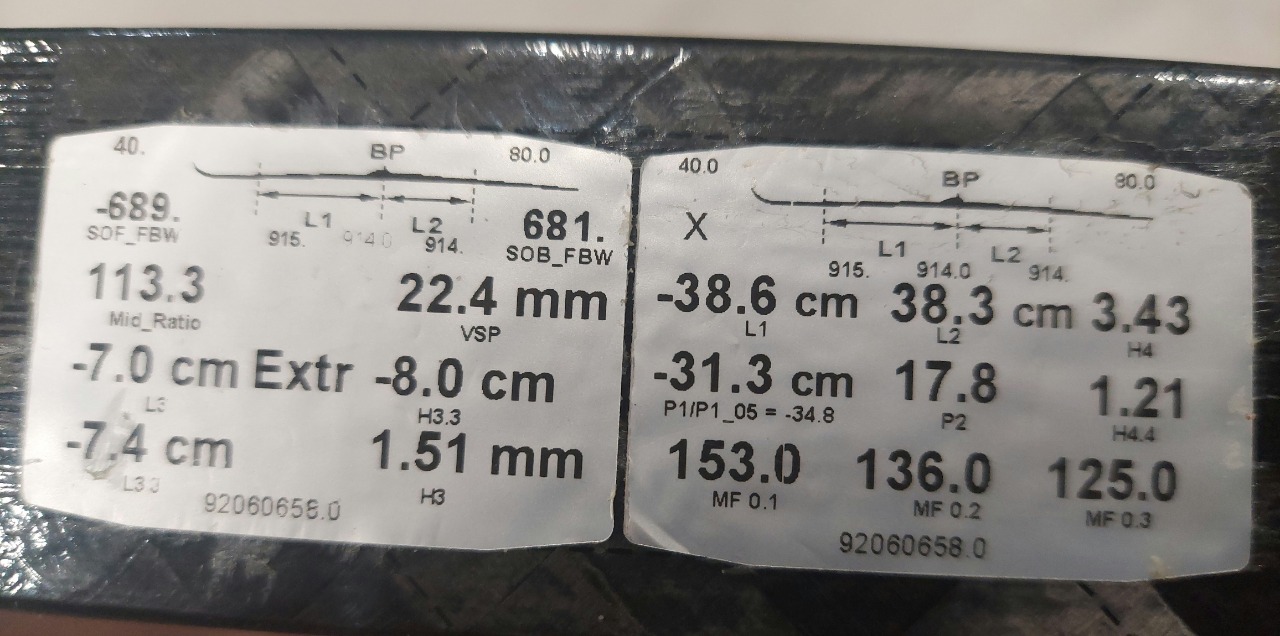 40. BP 80.0
-689. L1 L2 681.
SOF_FBW 915. 914.0 914. SOB_FBW
113.3 22.4 mm
Mid_Ratio VSP
-7.0 cm Extr -8.0 cm
L3 H3.3
-7.4 cm 1.51 mm
L3.3 H3
92060658.0
40.0 BP 80.0
X L1 L2
915. 914.0 914.
-38.6 cm 38.3 cm 3.43
L1 L2 H4
-31.3 cm 17.8 1.21
P1/P1_05 = -34.8 P2 H4.4
153.0 136.0 125.0
MF 0.1 MF 0.2 MF 0.3
92060658.0